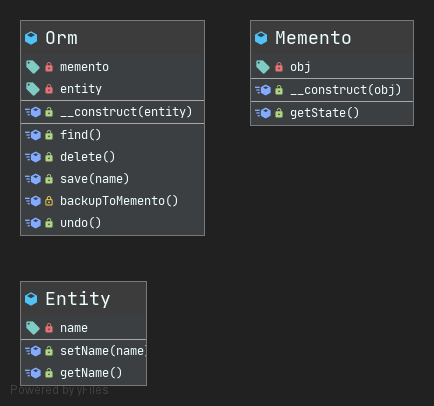 Orm
memento
entity
__construct(entity)
find()
delete()
save(name)
backupToMemento()
undo()
Memento
obj
__construct(obj)
getState()
Entity
name
setName(name)
getName()
Powered by yFiles